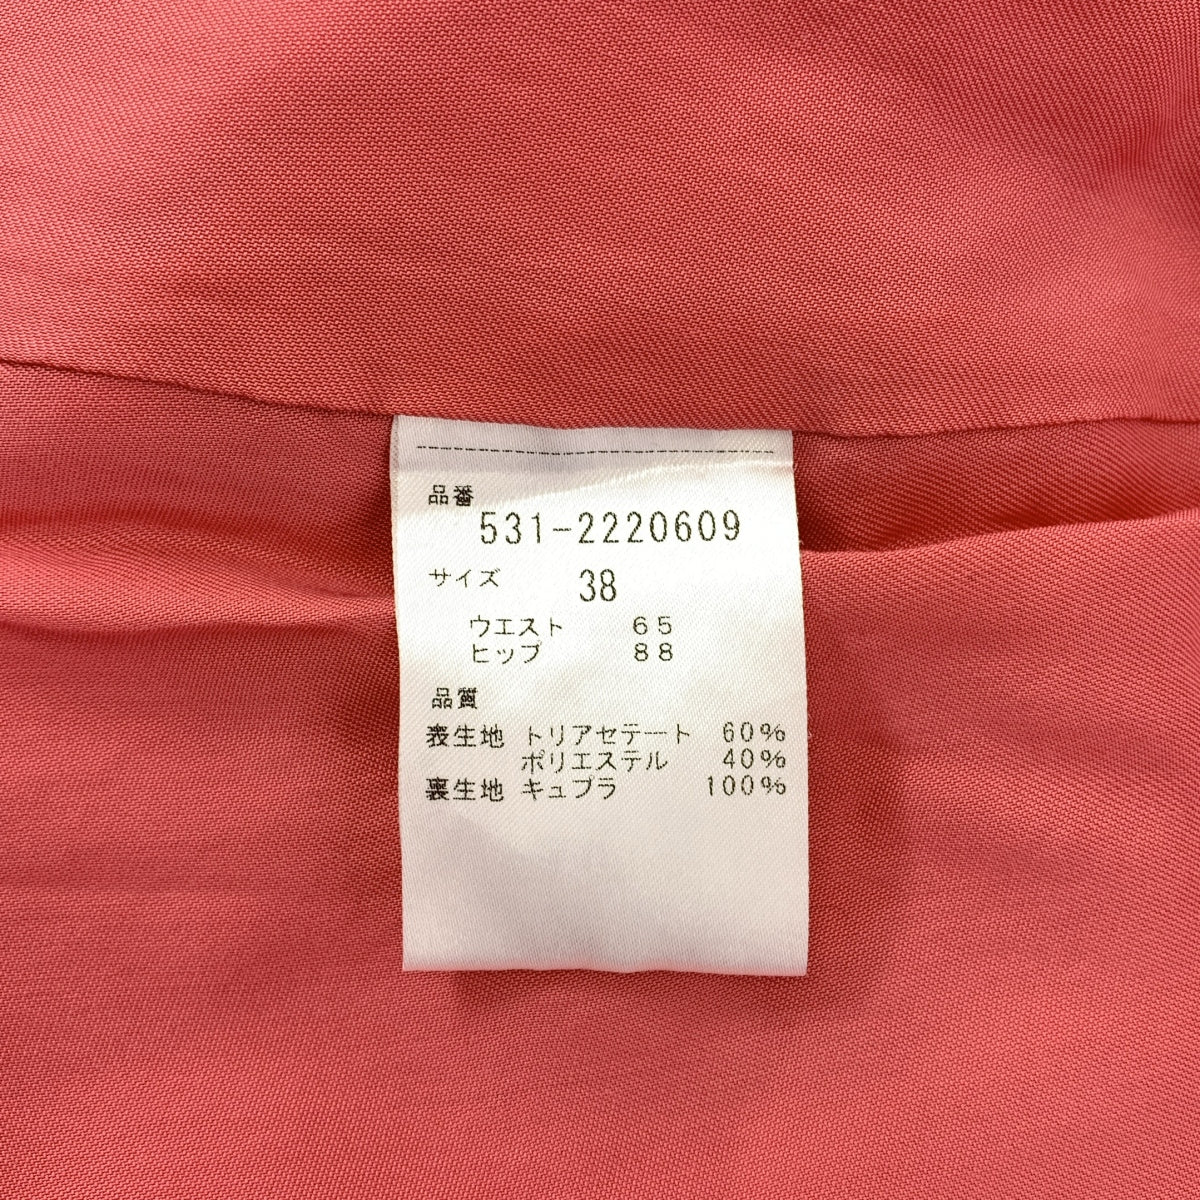 品番
531-2220609
サイズ 38
ウエスト 65
ヒップ 88
品質
表生地 トリアセテート 60%
ポリエステル 40%
裏生地 キュプラ 100%